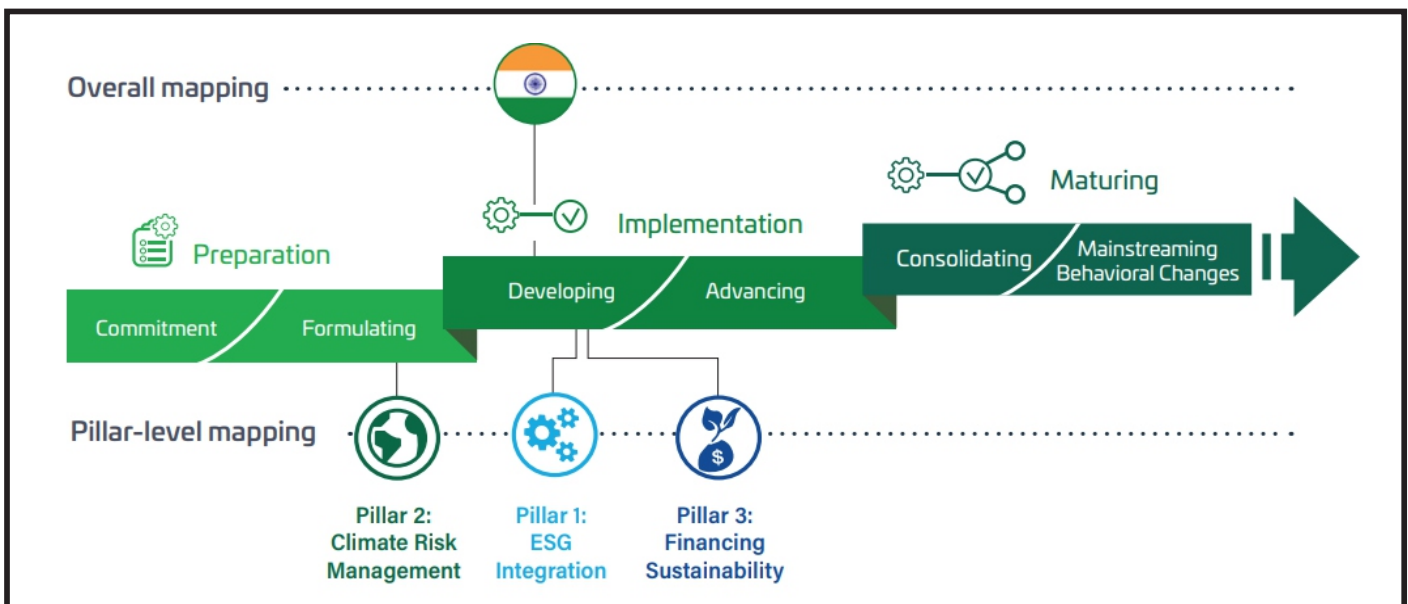 Overall mapping
Maturing
Implementation
Preparation
Consolidating
Mainstreaming
Behavioral Changes
Developing
Advancing
Commitment
Formulating
Pillar-level mapping
$
Pillar 2:
Climate Risk
Management
Pillar 1:
ESG
Integration
Pillar 3:
Financing
Sustainability